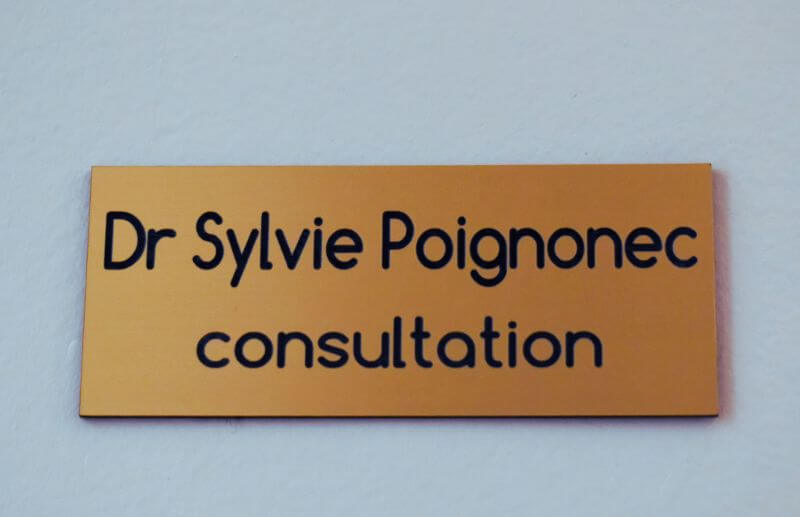 Dr Sylvie Poignonec
consultation